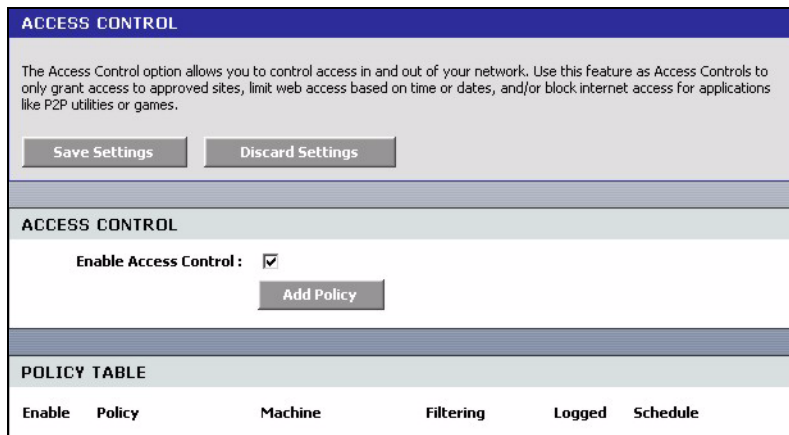 ACCESS CONTROL
The Access Control option allows you to control access in and out of your network. Use this feature as Access Controls to
only grant access to approved sites, limit web access based on time or dates, and/or block internet access for applications
like P2P utilities or games.
Save Settings Discard Settings
ACCESS CONTROL
Enable Access Control :
Add Policy
POLICY TABLE
Enable Policy Machine Filtering Logged Schedule